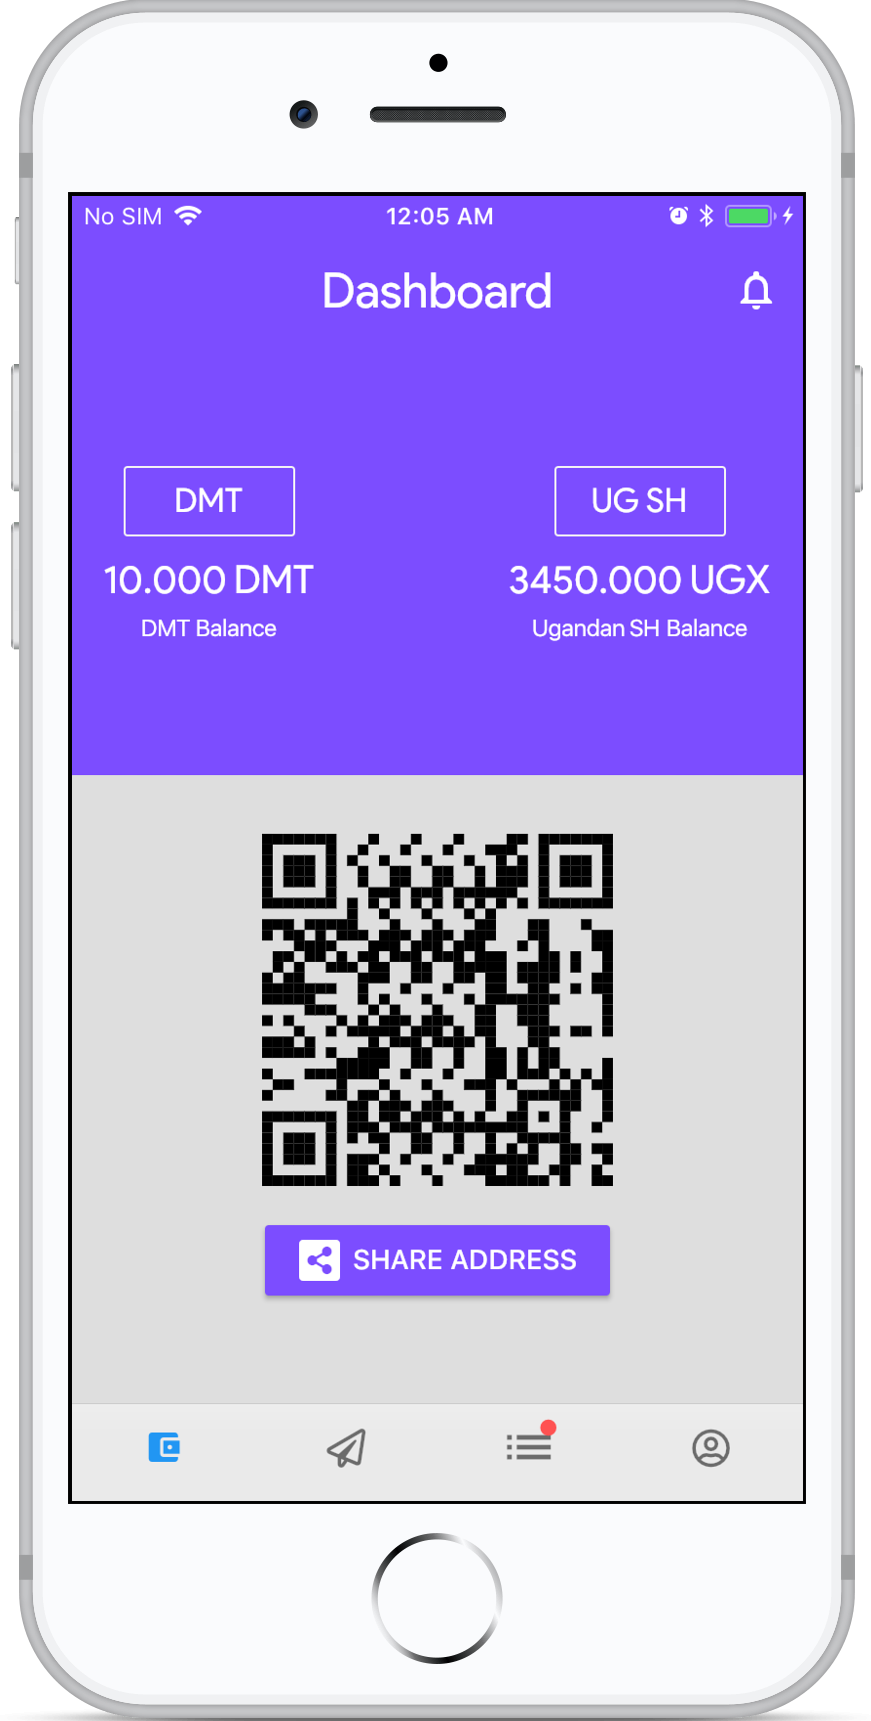 No SIM 12:05 AM
Dashboard
DMT UG SH
10.000 DMT 3450.000 UGX
DMT Balance Ugandan SH Balance
SHARE ADDRESS